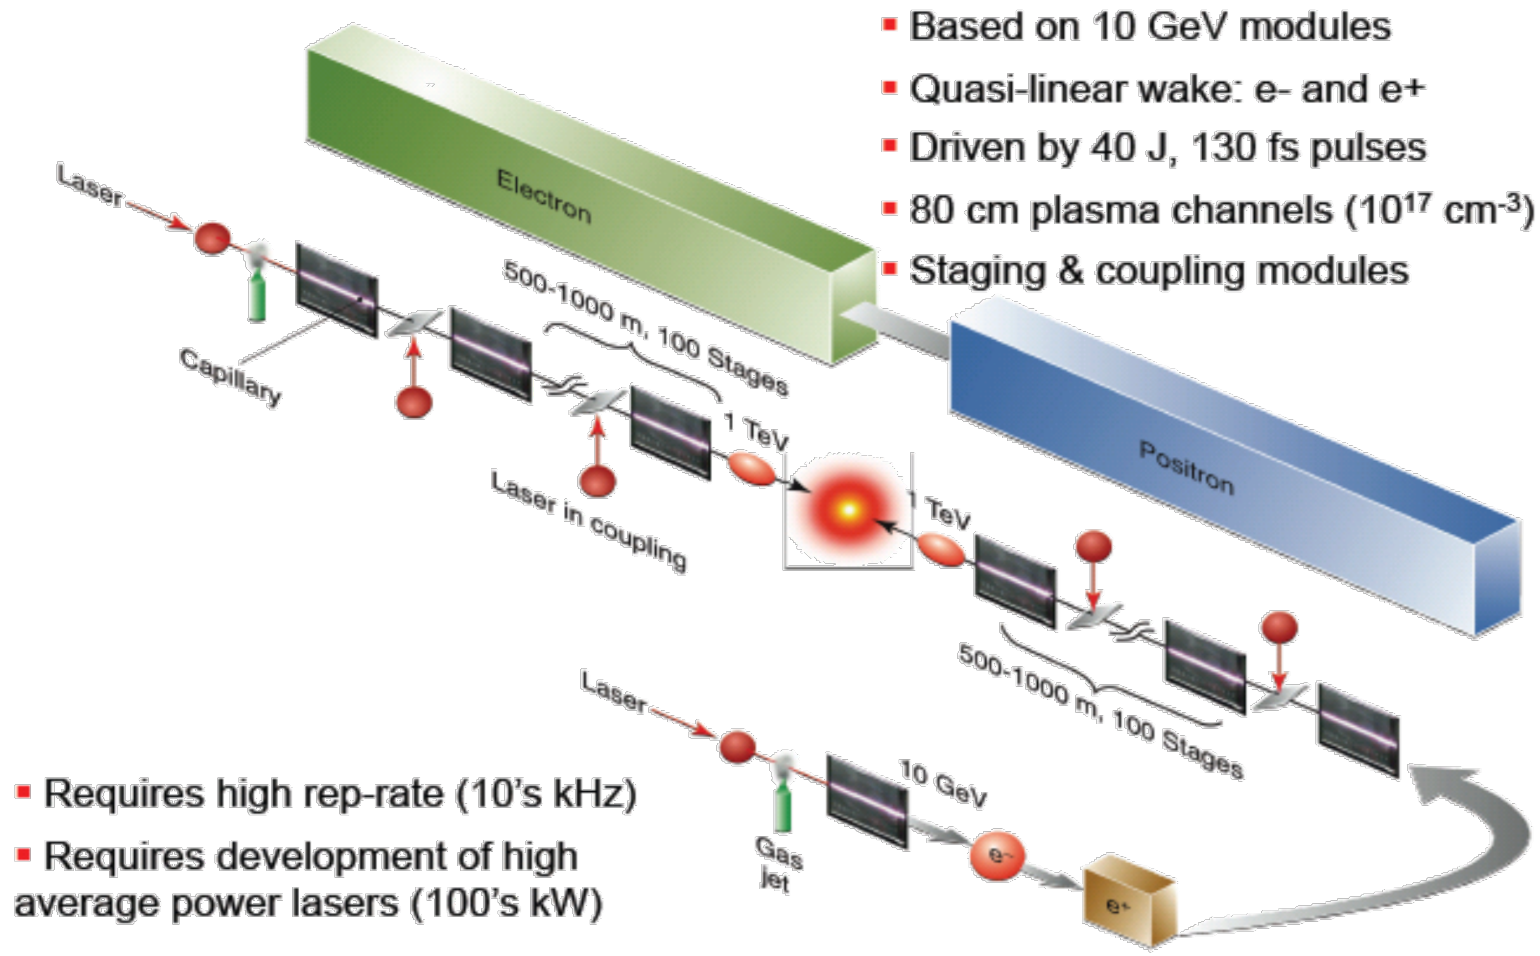 ▪ Based on 10 GeV modules
▪ Quasi-linear wake: e- and e+
▪ Driven by 40 J, 130 fs pulses
▪ 80 cm plasma channels (10¹⁷ cm⁻³)
▪ Staging & coupling modules
Electron
Laser
500-1000 m, 100 Stages
Capillary
1 TeV
Laser in coupling
Positron
1 TeV
500-1000 m, 100 Stages
Laser
10 GeV
Gas
jet
e⁻
e⁺
▪ Requires high rep-rate (10's kHz)
▪ Requires development of high
average power lasers (100's kW)